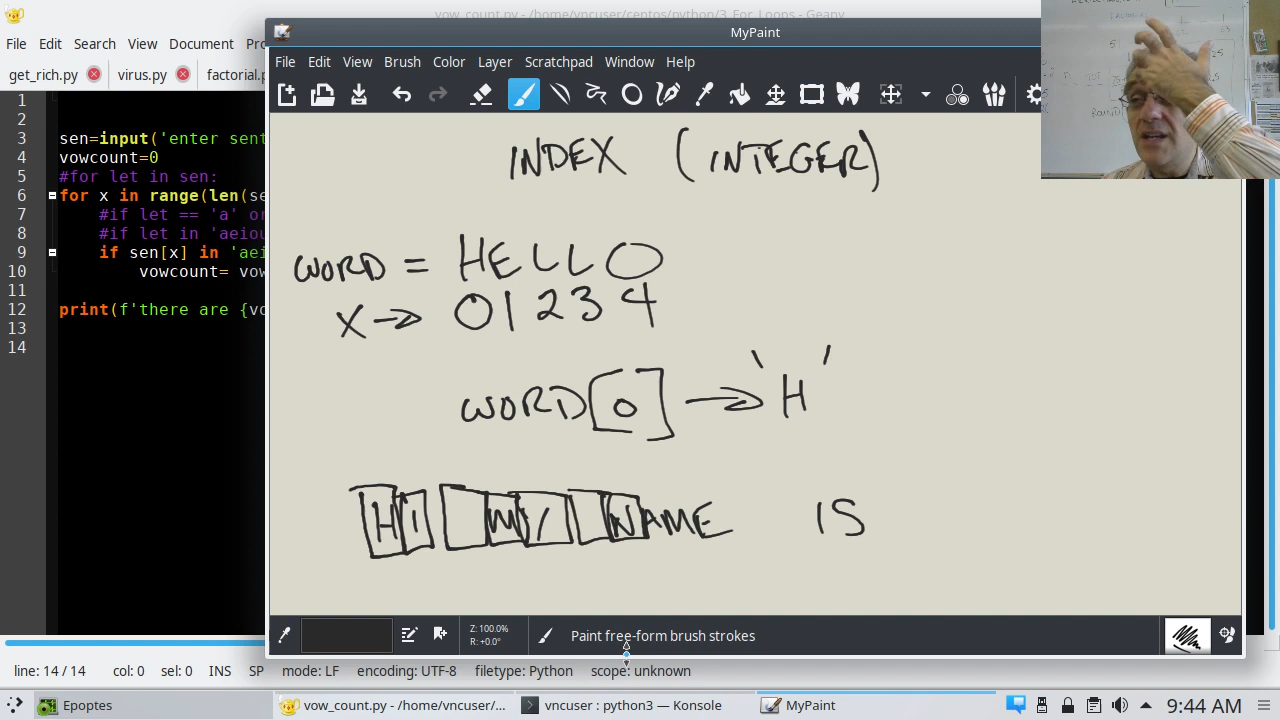 vow_count.py - /home/vncuser/centos/python/3_For_Loops - Geany
File Edit Search View Document Pro
get_rich.py virus.py factorial.py
1
2
3 sen=input('enter sent
4 vowcount=0
5 #for let in sen:
6 for x in range(len(se
7 #if let == 'a' or
8 #if let in 'aeiou
9 if sen[x] in 'aei
10 vowcount= vow
11
12 print(f'there are {vo
13
14
MyPaint
File Edit View Brush Color Layer Scratchpad Window Help
INDEX (INTEGER)
WORD = HELLO
X → 0 1 2 3 4
WORD[0] → 'H'
HI MY NAME IS
Z: 100.0%
R: +0.0°
Paint free-form brush strokes
line: 14 / 14 col: 0 sel: 0 INS SP mode: LF encoding: UTF-8 filetype: Python scope: unknown
Epoptes vow_count.py - /home/vncuser/... vncuser : python3 — Konsole MyPaint 9:44 AM